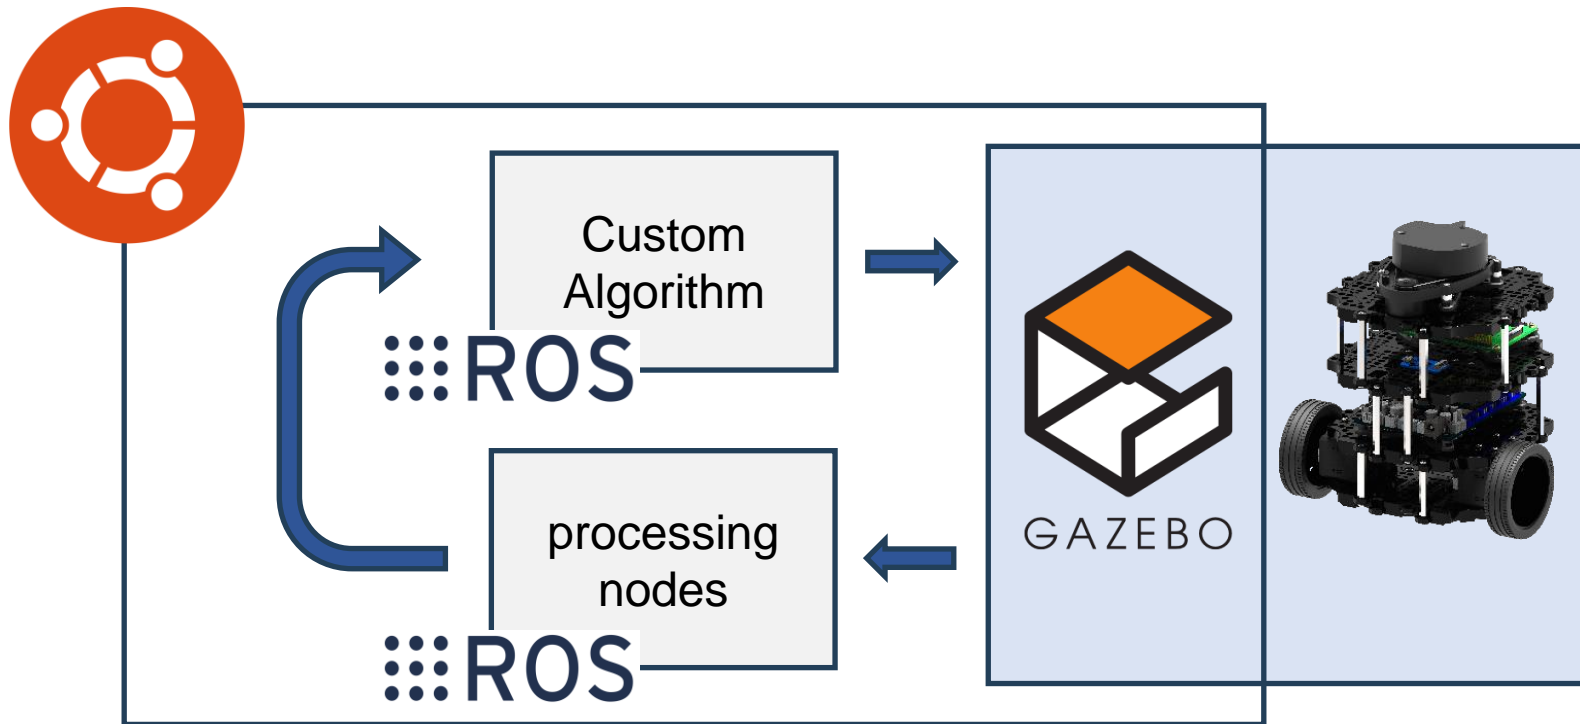 Custom
Algorithm
ROS
processing
nodes
ROS
GAZEBO